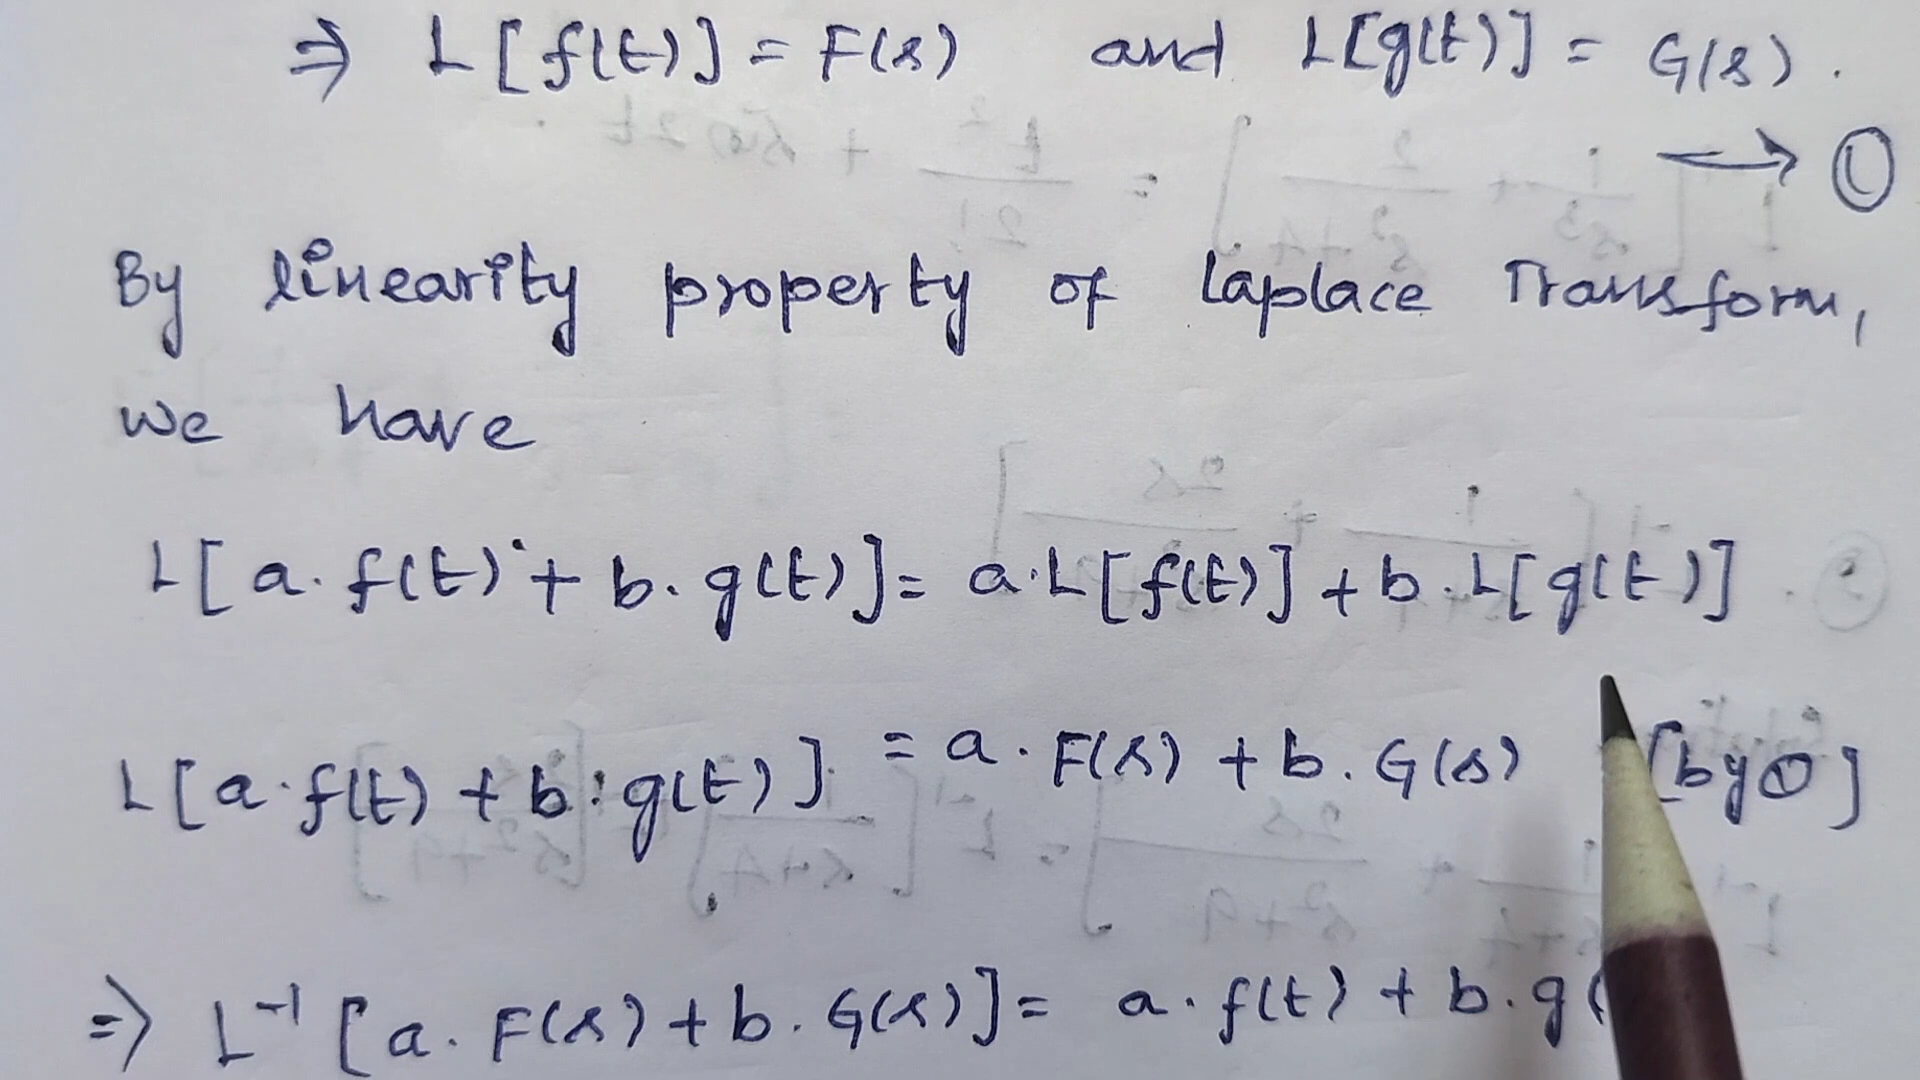 ⇒ L[f(t)] = F(s) and L[g(t)] = G(s).
→ ①
By linearity property of Laplace Transform,
we have
L[a.f(t) + b.g(t)] = a.L[f(t)] + b.L[g(t)]
L[a.f(t) + b.g(t)] = a.F(s) + b.G(s) [by ①]
⇒ L⁻¹[a.F(s) + b.G(s)] = a.f(t) + b.g(